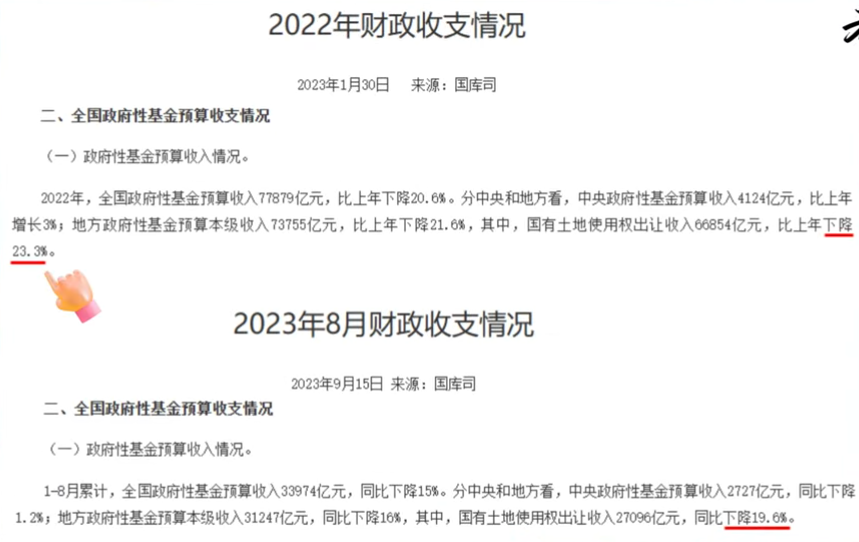 2022年财政收支情况
2023年1月30日 来源：国库司
二、全国政府性基金预算收支情况
（一）政府性基金预算收入情况。
2022年，全国政府性基金预算收入77879亿元，比上年下降20.6%。分中央和地方看，中央政府性基金预算收入4124亿元，比上年
增长3%；地方政府性基金预算本级收入73755亿元，比上年下降21.6%，其中，国有土地使用权出让收入66854亿元，比上年下降
23.3%。
2023年8月财政收支情况
2023年9月15日 来源：国库司
二、全国政府性基金预算收支情况
（一）政府性基金预算收入情况。
1-8月累计，全国政府性基金预算收入33974亿元，同比下降15%。分中央和地方看，中央政府性基金预算收入2727亿元，同比下降
1.2%；地方政府性基金预算本级收入31247亿元，同比下降16%，其中，国有土地使用权出让收入27096亿元，同比下降19.6%。